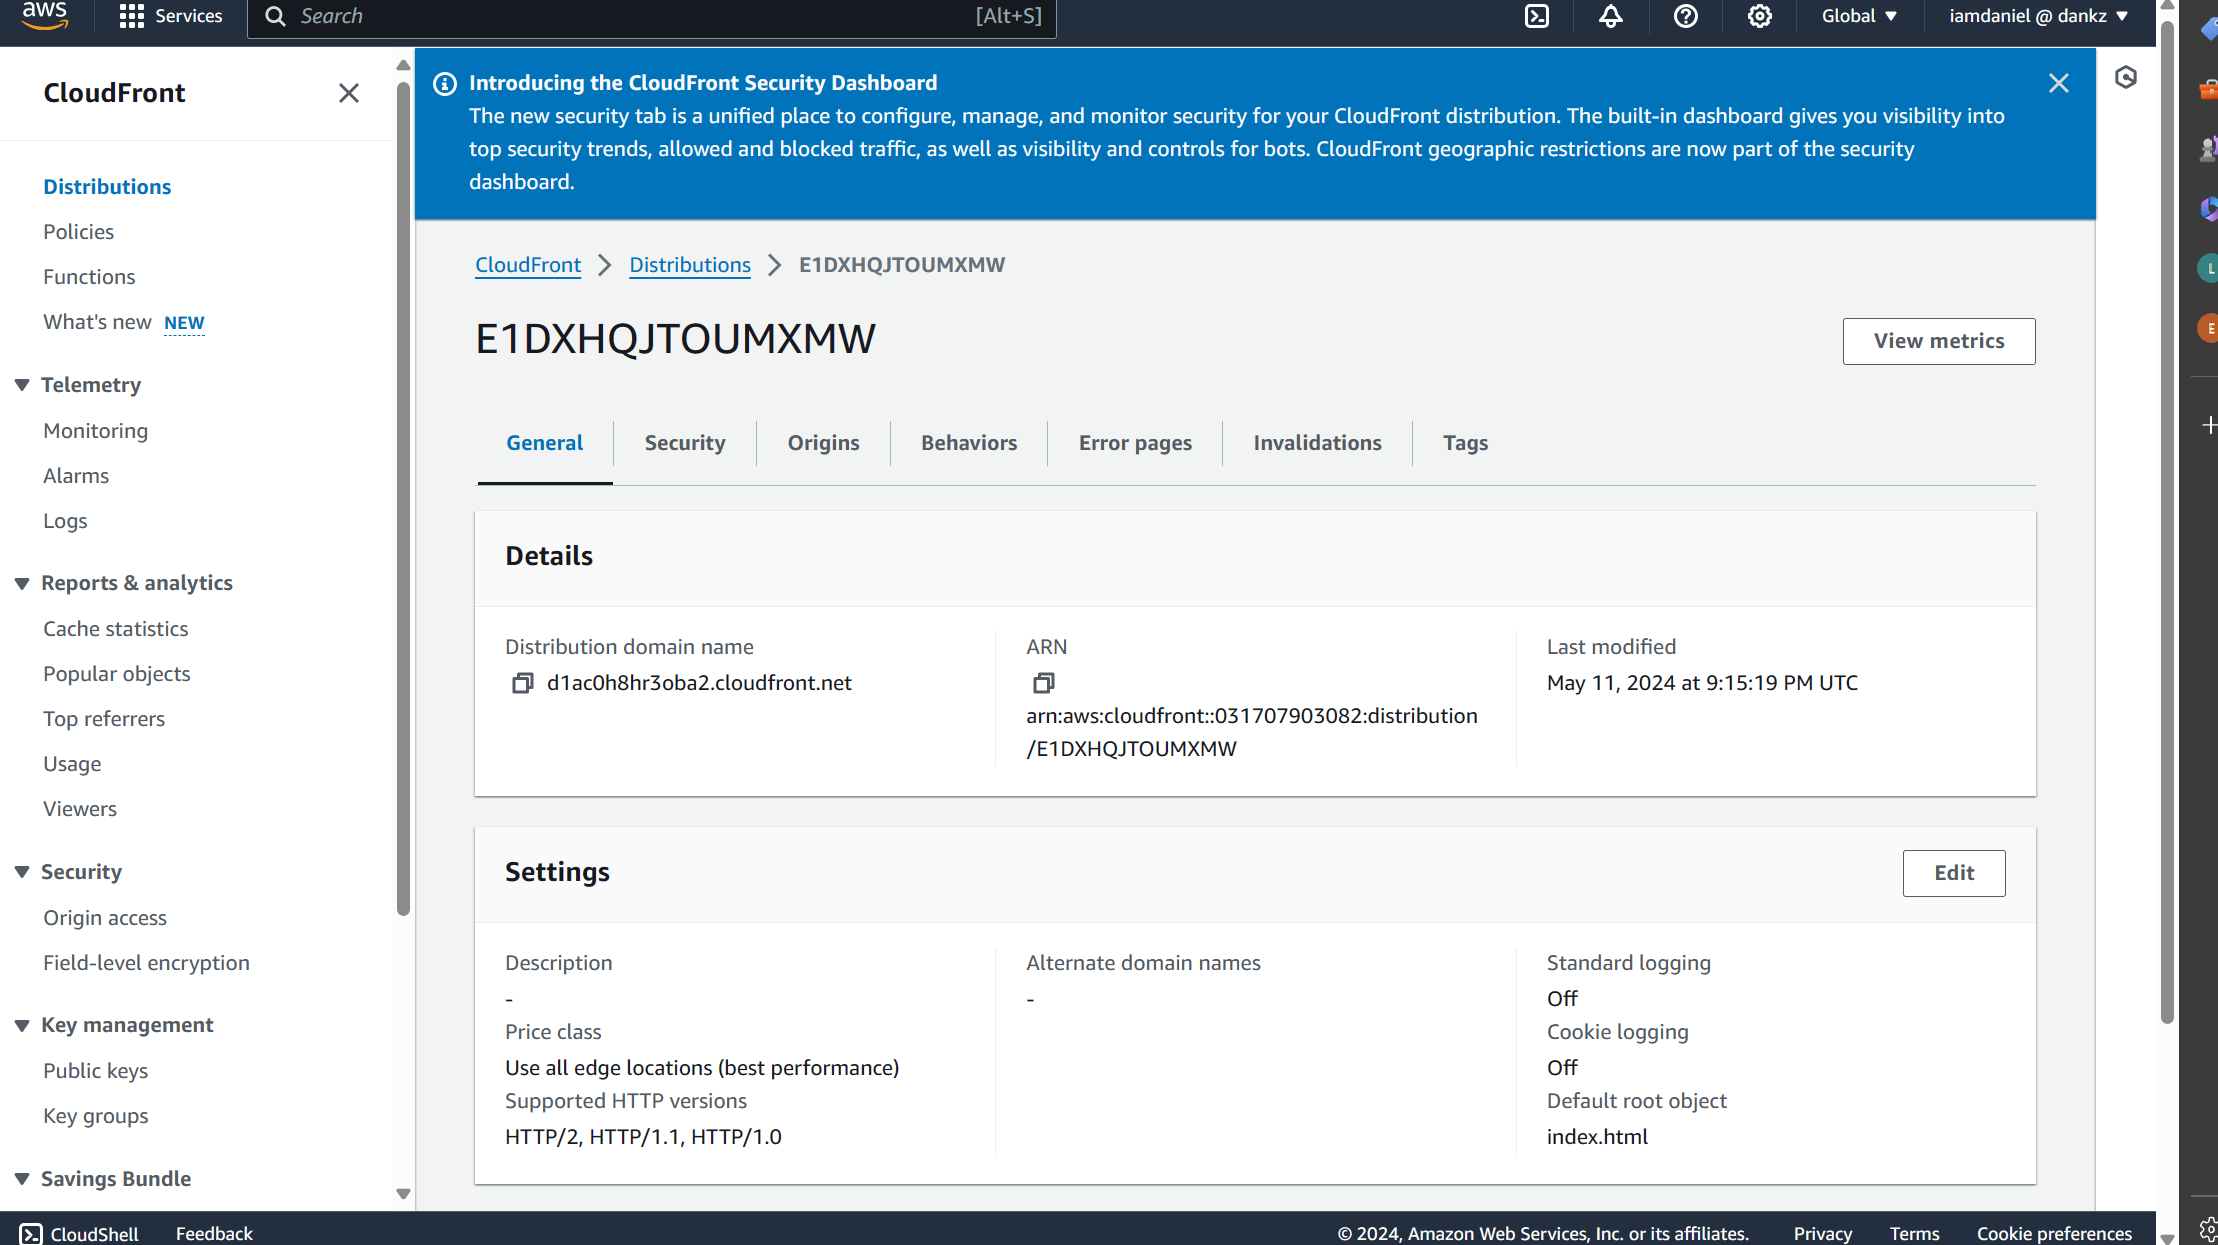 aws
Services
Search
[Alt+S]
Global
iamdaniel @ dankz
CloudFront
Distributions
Policies
Functions
What's new NEW
Telemetry
Monitoring
Alarms
Logs
Reports & analytics
Cache statistics
Popular objects
Top referrers
Usage
Viewers
Security
Origin access
Field-level encryption
Key management
Public keys
Key groups
Savings Bundle
Introducing the CloudFront Security Dashboard
The new security tab is a unified place to configure, manage, and monitor security for your CloudFront distribution. The built-in dashboard gives you visibility into
top security trends, allowed and blocked traffic, as well as visibility and controls for bots. CloudFront geographic restrictions are now part of the security
dashboard.
CloudFront
Distributions
E1DXHQJTOUMXMW
E1DXHQJTOUMXMW
View metrics
General
Security
Origins
Behaviors
Error pages
Invalidations
Tags
Details
Distribution domain name
d1ac0h8hr3oba2.cloudfront.net
ARN
arn:aws:cloudfront::031707903082:distribution
/E1DXHQJTOUMXMW
Last modified
May 11, 2024 at 9:15:19 PM UTC
Settings
Edit
Description
-
Price class
Use all edge locations (best performance)
Supported HTTP versions
HTTP/2, HTTP/1.1, HTTP/1.0
Alternate domain names
-
Standard logging
Off
Cookie logging
Off
Default root object
index.html
L
E
CloudShell
Feedback
© 2024, Amazon Web Services, Inc. or its affiliates.
Privacy
Terms
Cookie preferences